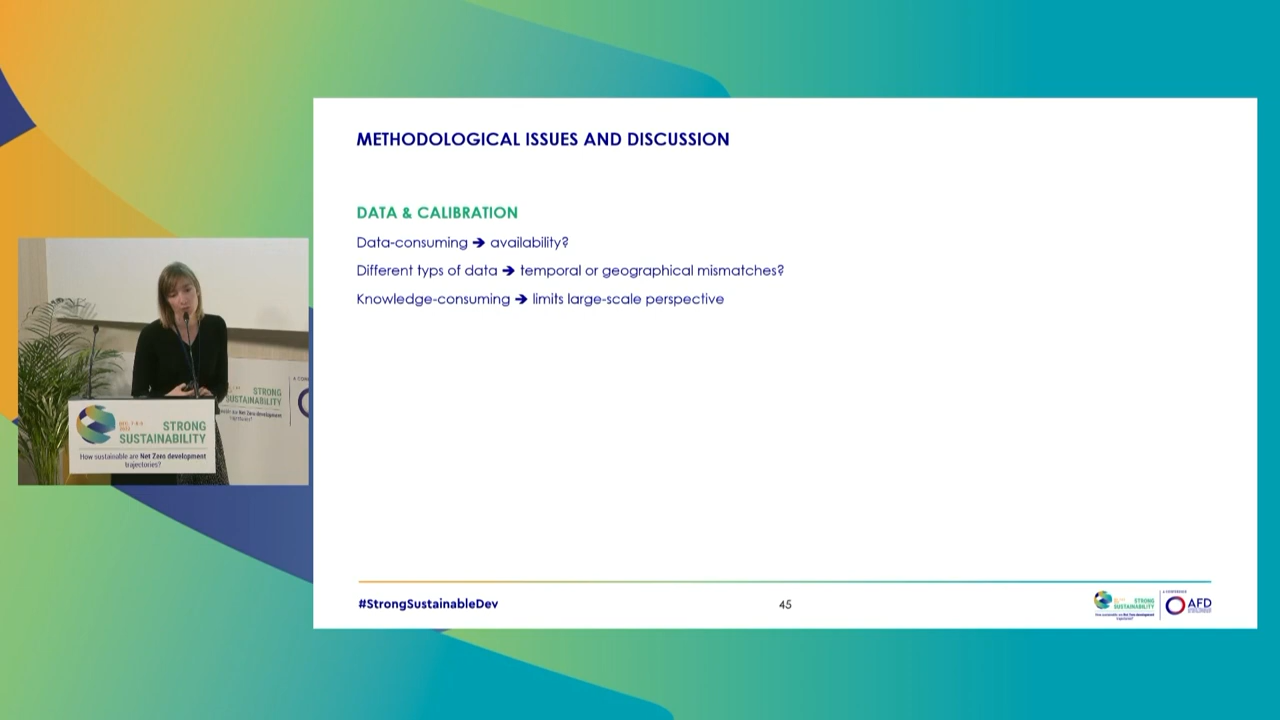 METHODOLOGICAL ISSUES AND DISCUSSION
DATA & CALIBRATION
Data-consuming ➔ availability?
Different typs of data ➔ temporal or geographical mismatches?
Knowledge-consuming ➔ limits large-scale perspective
#StrongSustainableDev
45
STRONG
SUSTAINABILITY
A CONFERENCE
AFD
STRONG
SUSTAINABILITY
STRONG
SUSTAINABILITY
How sustainable are Net Zero development
trajectories?